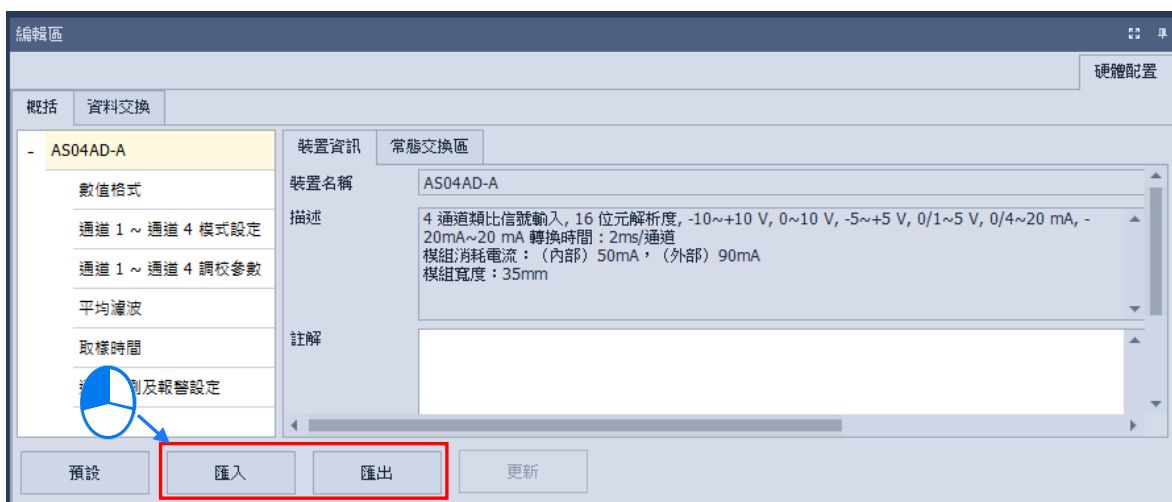 編輯區
硬體配置
概括 資料交換
- AS04AD-A
數值格式
通道 1 ~ 通道 4 模式設定
通道 1 ~ 通道 4 調校參數
平均濾波
取樣時間
測及報警設定
裝置資訊 常態交換區
裝置名稱 AS04AD-A
描述 4 通道類比信號輸入, 16 位元解析度, -10~+10 V, 0~10 V, -5~+5 V, 0/1~5 V, 0/4~20 mA, -
20mA~20 mA 轉換時間：2ms/通道
模組消耗電流：（內部）50mA，（外部）90mA
模組寬度：35mm
註解
預設 匯入 匯出 更新